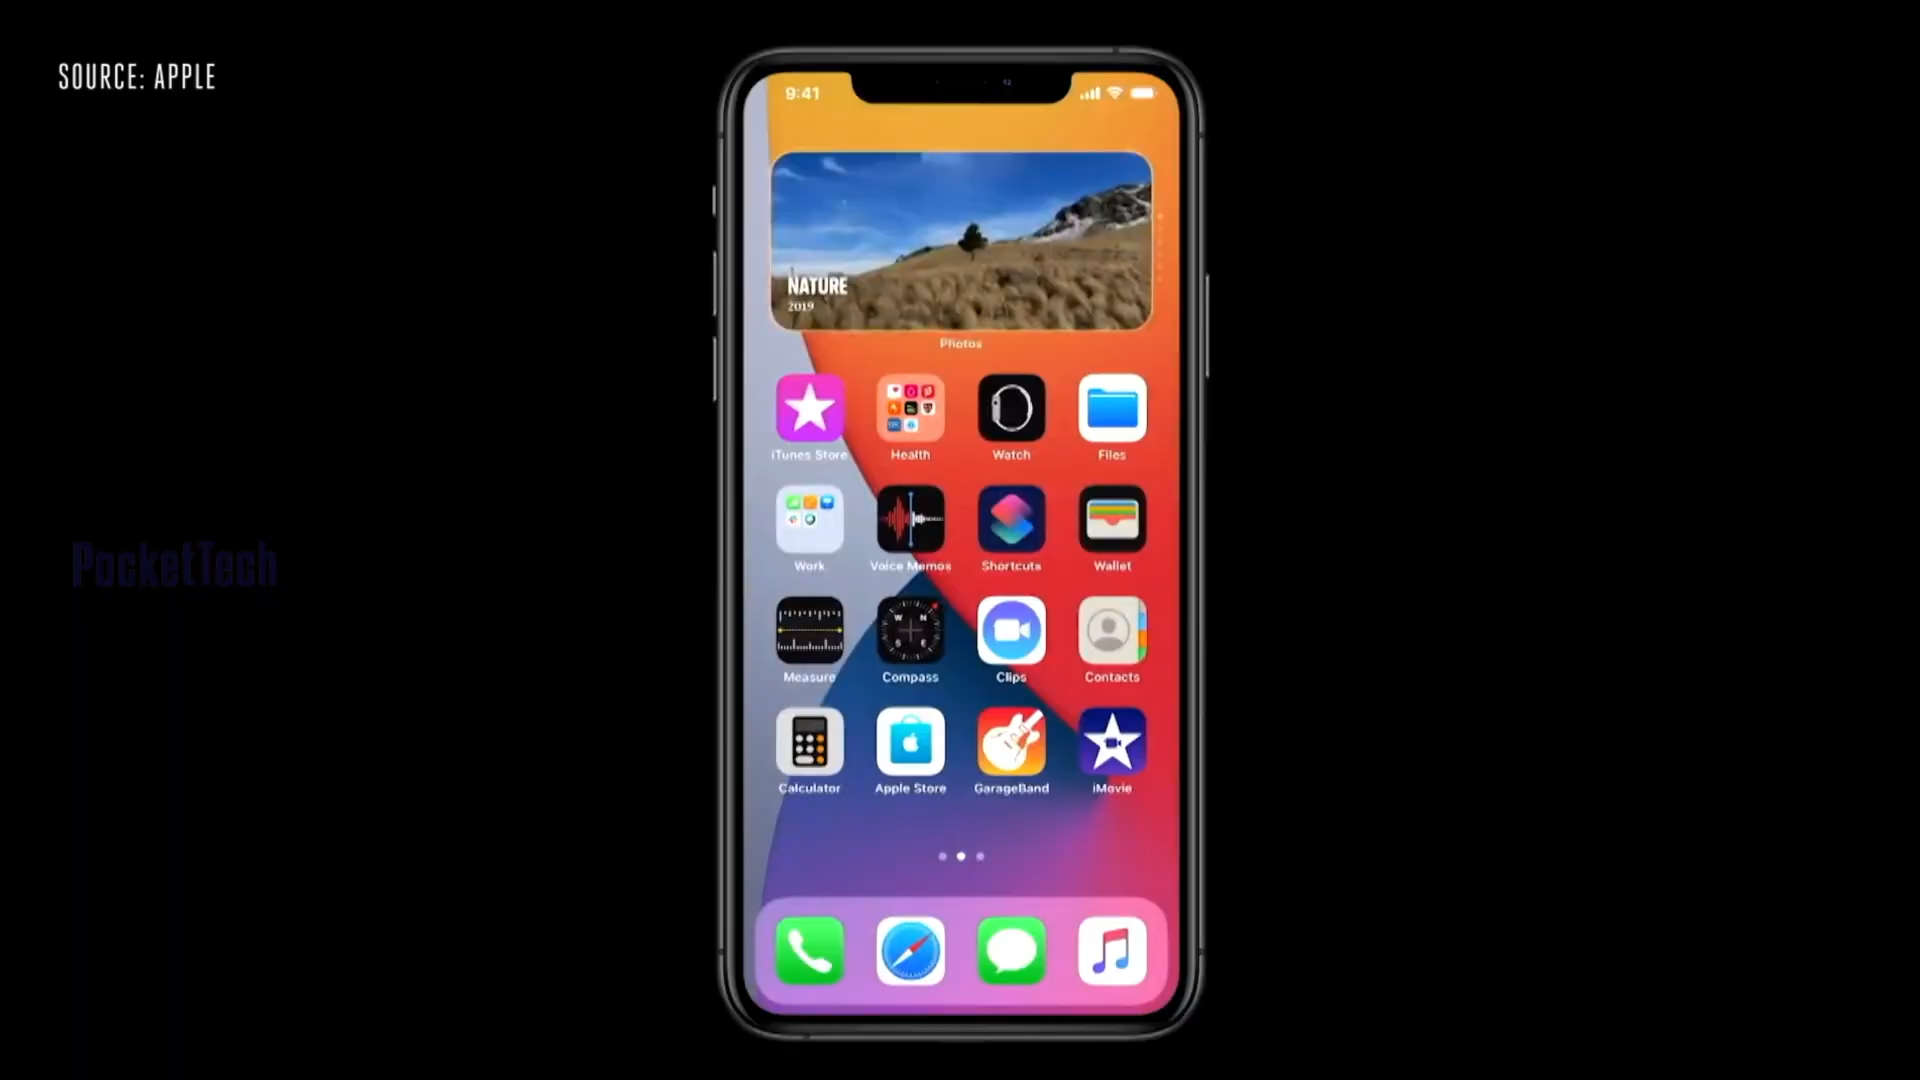 SOURCE: APPLE
9:41
NATURE
2019
Photos
iTunes Store Health Watch Files
Work Voice Memos Shortcuts Wallet
PocketTech
W N
S E
Measure Compass Clips Contacts
Calculator Apple Store GarageBand iMovie